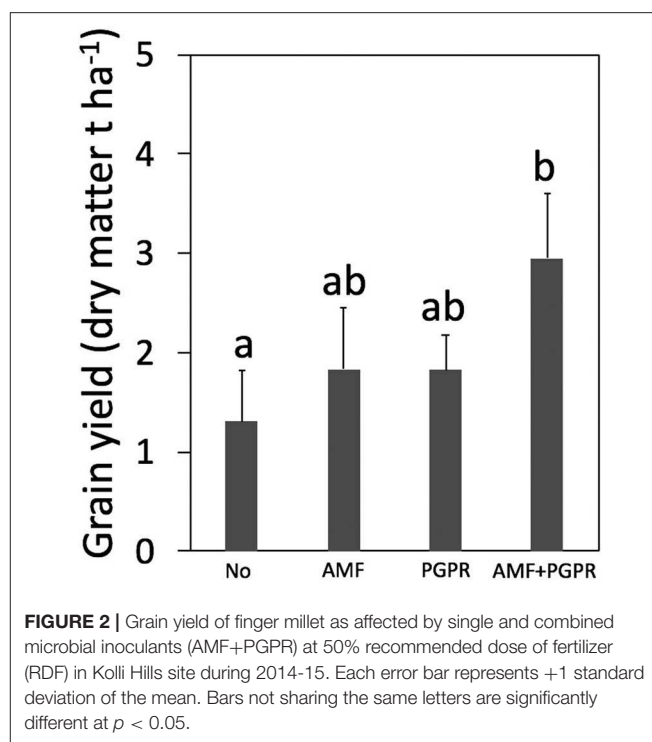 Grain yield (dry matter t ha⁻¹)
5
4
3
2
1
0
a
ab
ab
b
No AMF PGPR AMF+PGPR
FIGURE 2 | Grain yield of finger millet as affected by single and combined
microbial inoculants (AMF+PGPR) at 50% recommended dose of fertilizer
(RDF) in Kolli Hills site during 2014-15. Each error bar represents +1 standard
deviation of the mean. Bars not sharing the same letters are significantly
different at p < 0.05.